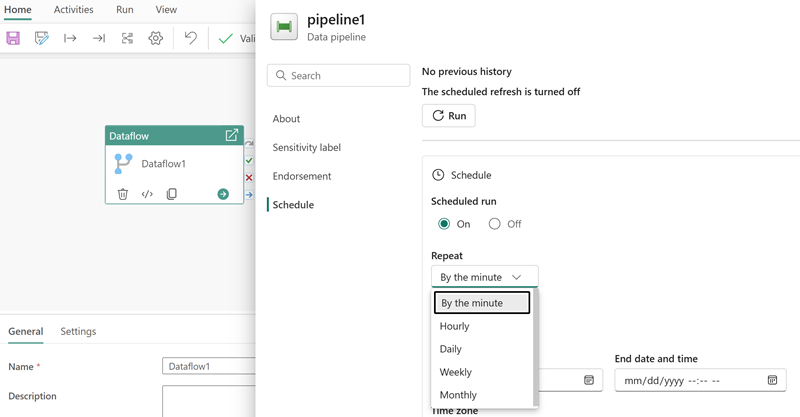 Home Activities Run View
Vali
Dataflow
Dataflow1
General Settings
Name * Dataflow1
Description
pipeline1
Data pipeline
Search
About
Sensitivity label
Endorsement
Schedule
No previous history
The scheduled refresh is turned off
Run
Schedule
Scheduled run
On Off
Repeat
By the minute
By the minute
Hourly
Daily
Weekly
Monthly
End date and time
mm/dd/yyyy --:-- --
Time zone